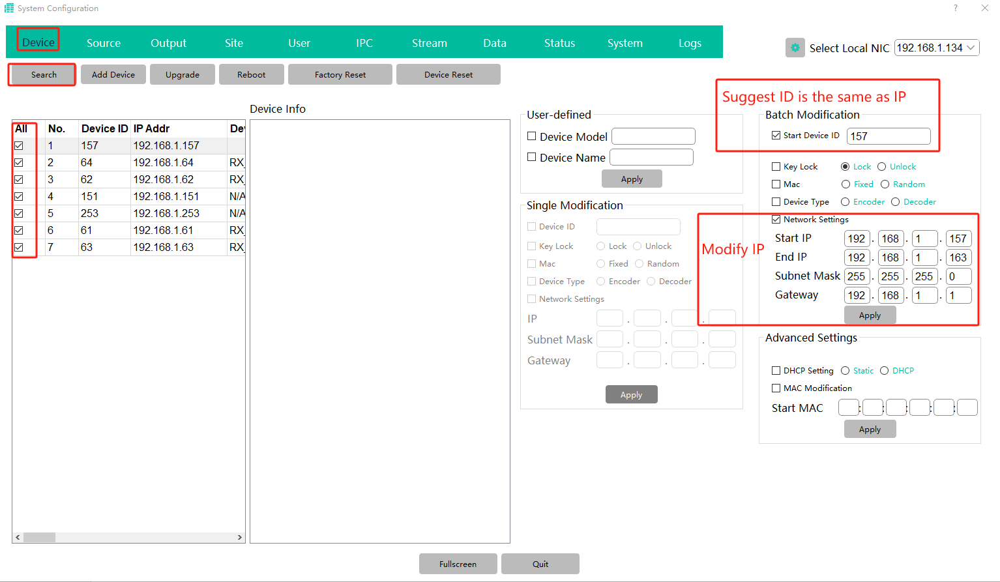 System Configuration
?
Device Source Output Site User IPC Stream Data Status System Logs
Select Local NIC 192.168.1.134
Search Add Device Upgrade Reboot Factory Reset Device Reset
All No. Device ID IP Addr Dev
1 157 192.168.1.157
2 64 192.168.1.64 RX_
3 62 192.168.1.62 RX_
4 151 192.168.1.151 N/A
5 253 192.168.1.253 N/A
6 61 192.168.1.61 RX_
7 63 192.168.1.63 RX_
Device Info
User-defined
Device Model
Device Name
Apply
Single Modification
Device ID
Key Lock Lock Unlock
Mac Fixed Random
Device Type Encoder Decoder
Network Settings
IP . . .
Subnet Mask . . .
Gateway . . .
Apply
Suggest ID is the same as IP
Batch Modification
Start Device ID 157
Key Lock Lock Unlock
Mac Fixed Random
Device Type Encoder Decoder
Network Settings
Modify IP
Start IP 192 . 168 . 1 . 157
End IP 192 . 168 . 1 . 163
Subnet Mask 255 . 255 . 255 . 0
Gateway 192 . 168 . 1 . 1
Apply
Advanced Settings
DHCP Setting Static DHCP
MAC Modification
Start MAC : : : : :
Apply
Fullscreen Quit